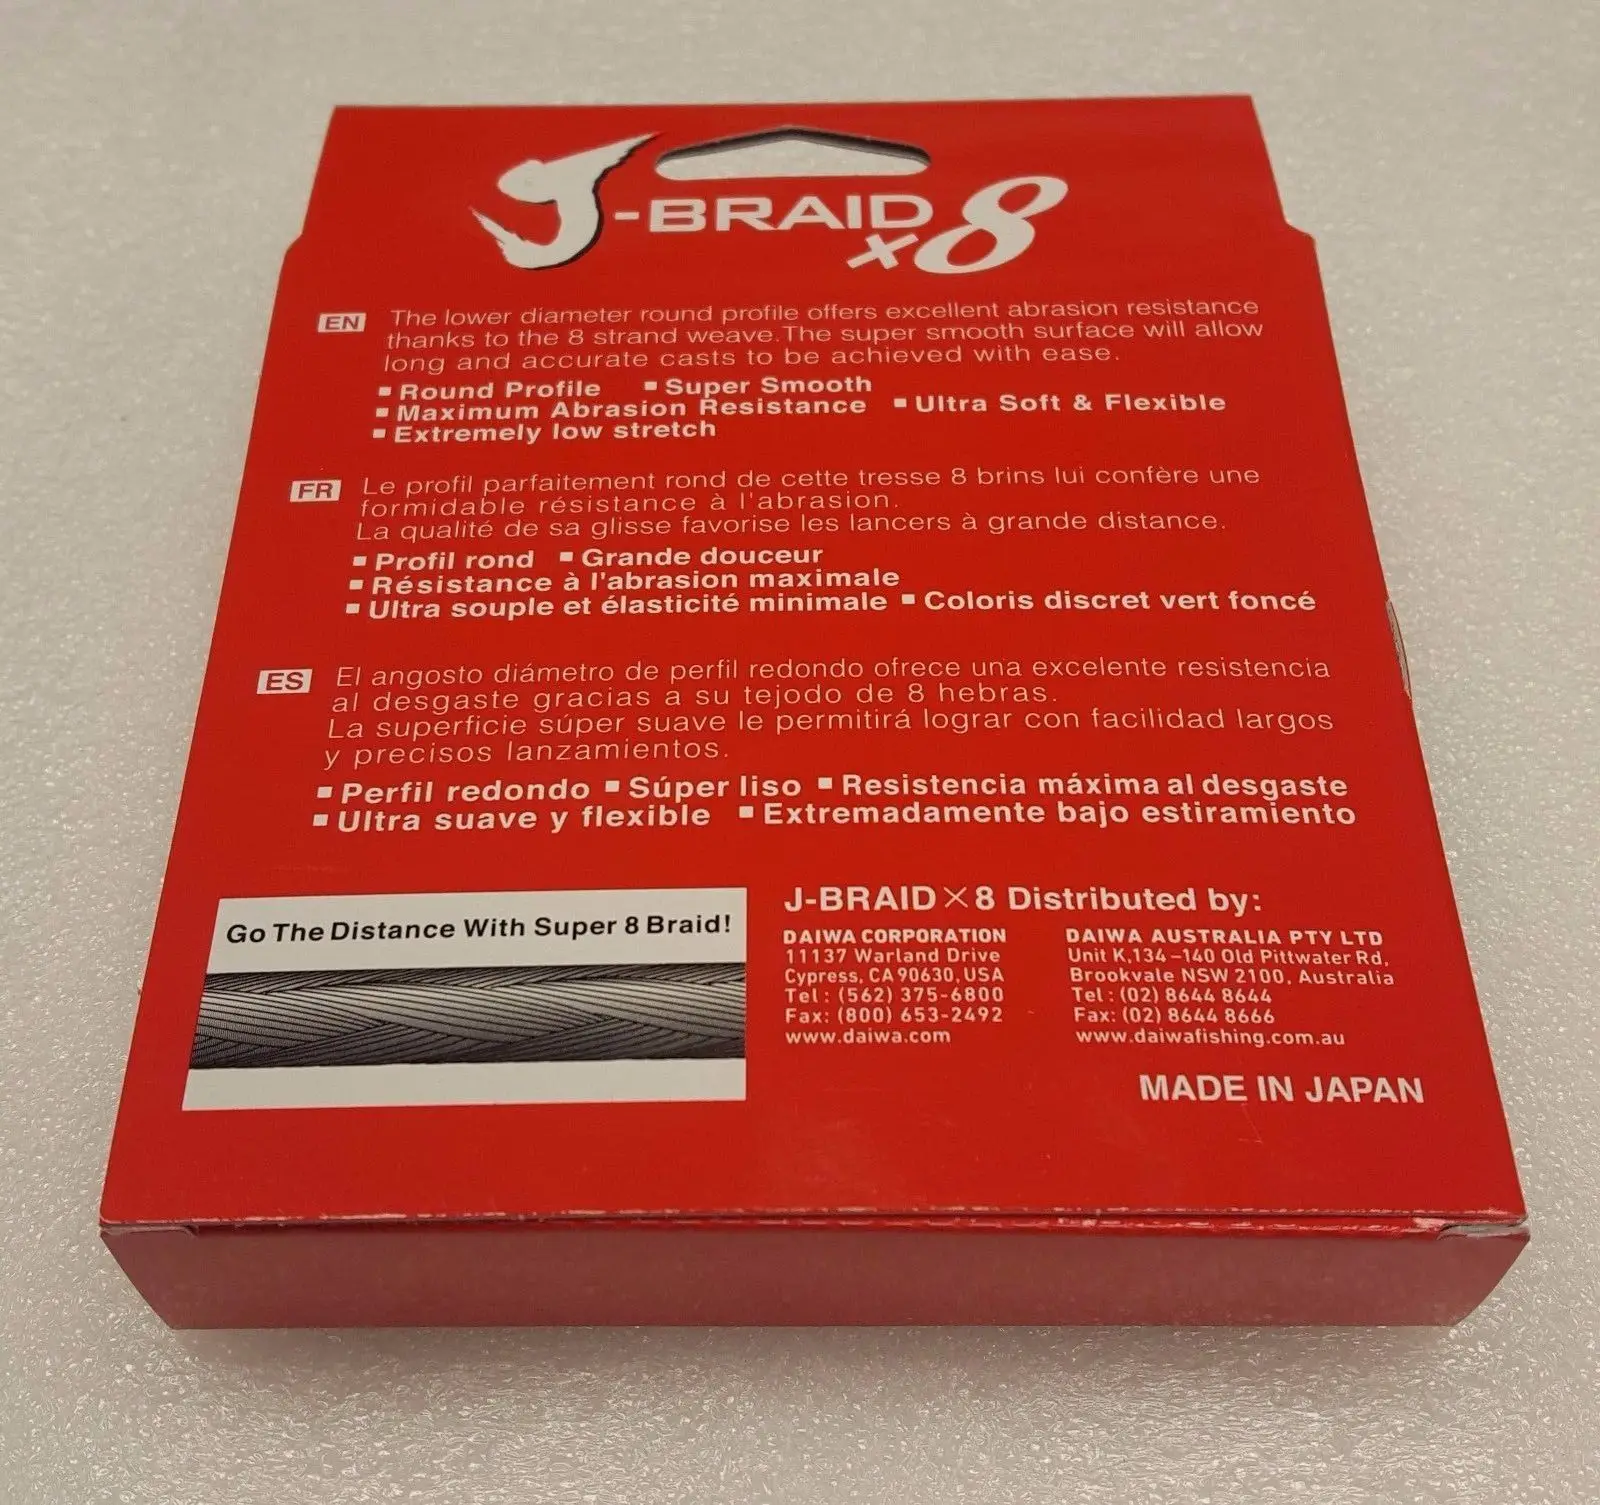 J-BRAID x8
EN The lower diameter round profile offers excellent abrasion resistance
thanks to the 8 strand weave.The super smooth surface will allow
long and accurate casts to be achieved with ease.
▪ Round Profile ▪ Super Smooth
▪ Maximum Abrasion Resistance ▪ Ultra Soft & Flexible
▪ Extremely low stretch
FR Le profil parfaitement rond de cette tresse 8 brins lui confère une
formidable résistance à l'abrasion.
La qualité de sa glisse favorise les lancers à grande distance.
▪ Profil rond ▪ Grande douceur
▪ Résistance à l'abrasion maximale
▪ Ultra souple et élasticité minimale ▪ Coloris discret vert foncé
ES El angosto diámetro de perfil redondo ofrece una excelente resistencia
al desgaste gracias a su tejodo de 8 hebras.
La superficie súper suave le permitirá lograr con facilidad largos
y precisos lanzamientos.
▪ Perfil redondo ▪ Súper liso ▪ Resistencia máxima al desgaste
▪ Ultra suave y flexible ▪ Extremadamente bajo estiramiento
Go The Distance With Super 8 Braid!
J-BRAID×8 Distributed by:
DAIWA CORPORATION
11137 Warland Drive
Cypress, CA 90630, USA
Tel : (562) 375-6800
Fax: (800) 653-2492
www.daiwa.com
DAIWA AUSTRALIA PTY LTD
Unit K,134-140 Old Pittwater Rd,
Brookvale NSW 2100, Australia
Tel : (02) 8644 8644
Fax: (02) 8644 8666
www.daiwafishing.com.au
MADE IN JAPAN